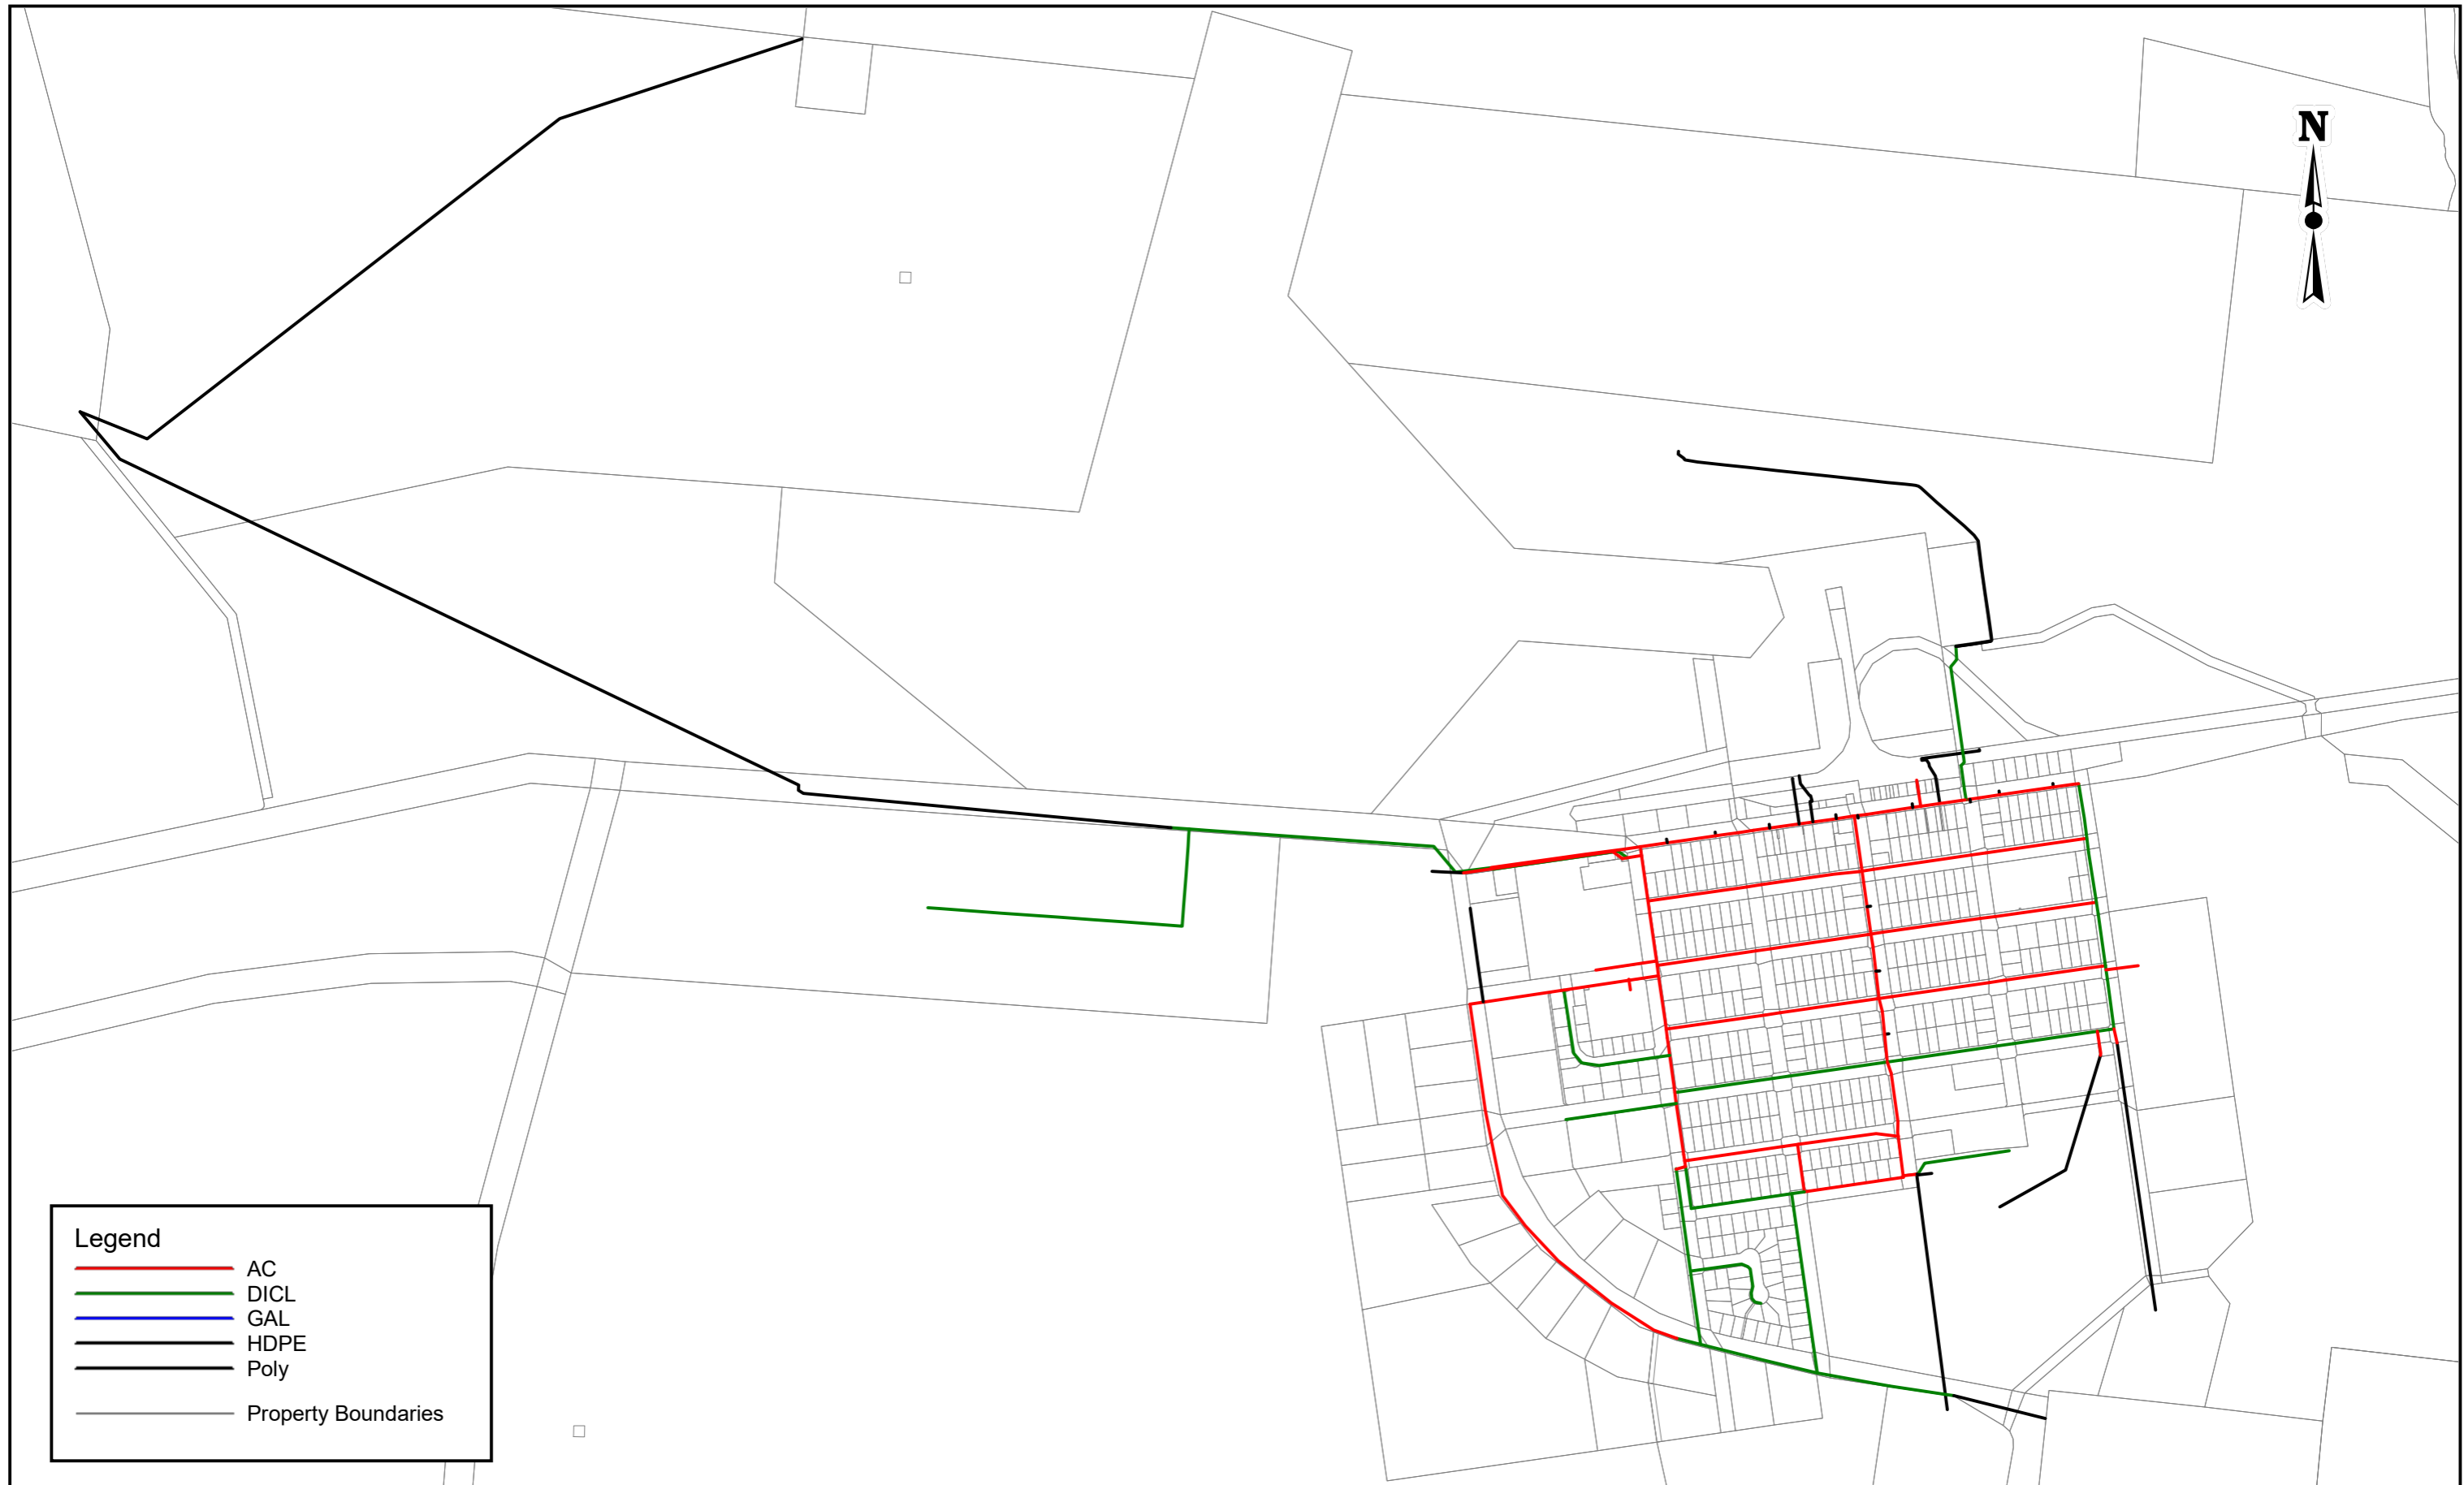 N
Legend
AC
DICL
GAL
HDPE
Poly
Property Boundaries